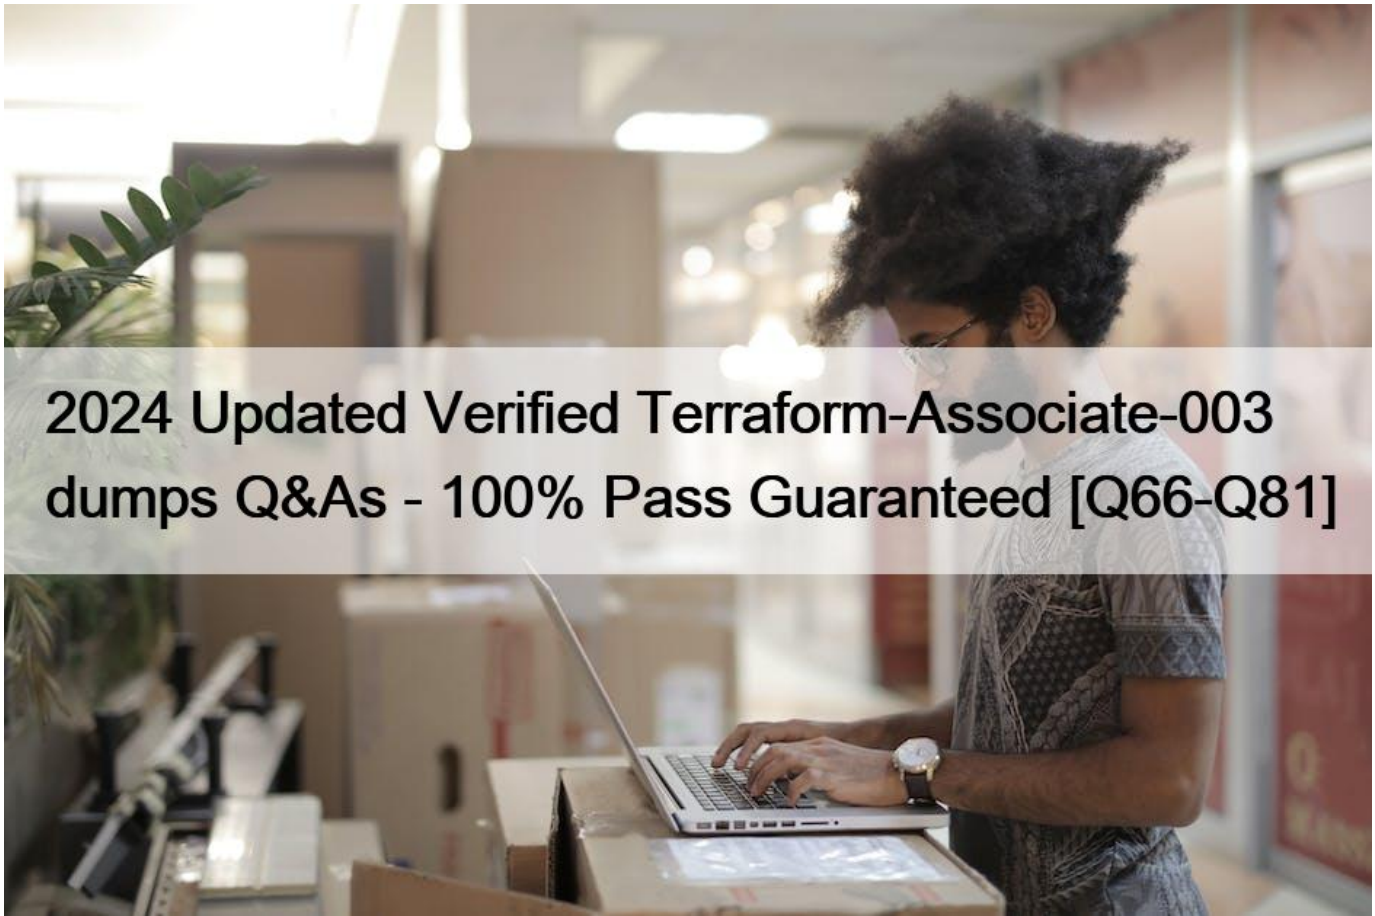 2024 Updated Verified Terraform-Associate-003
dumps Q&As - 100% Pass Guaranteed [Q66-Q81]